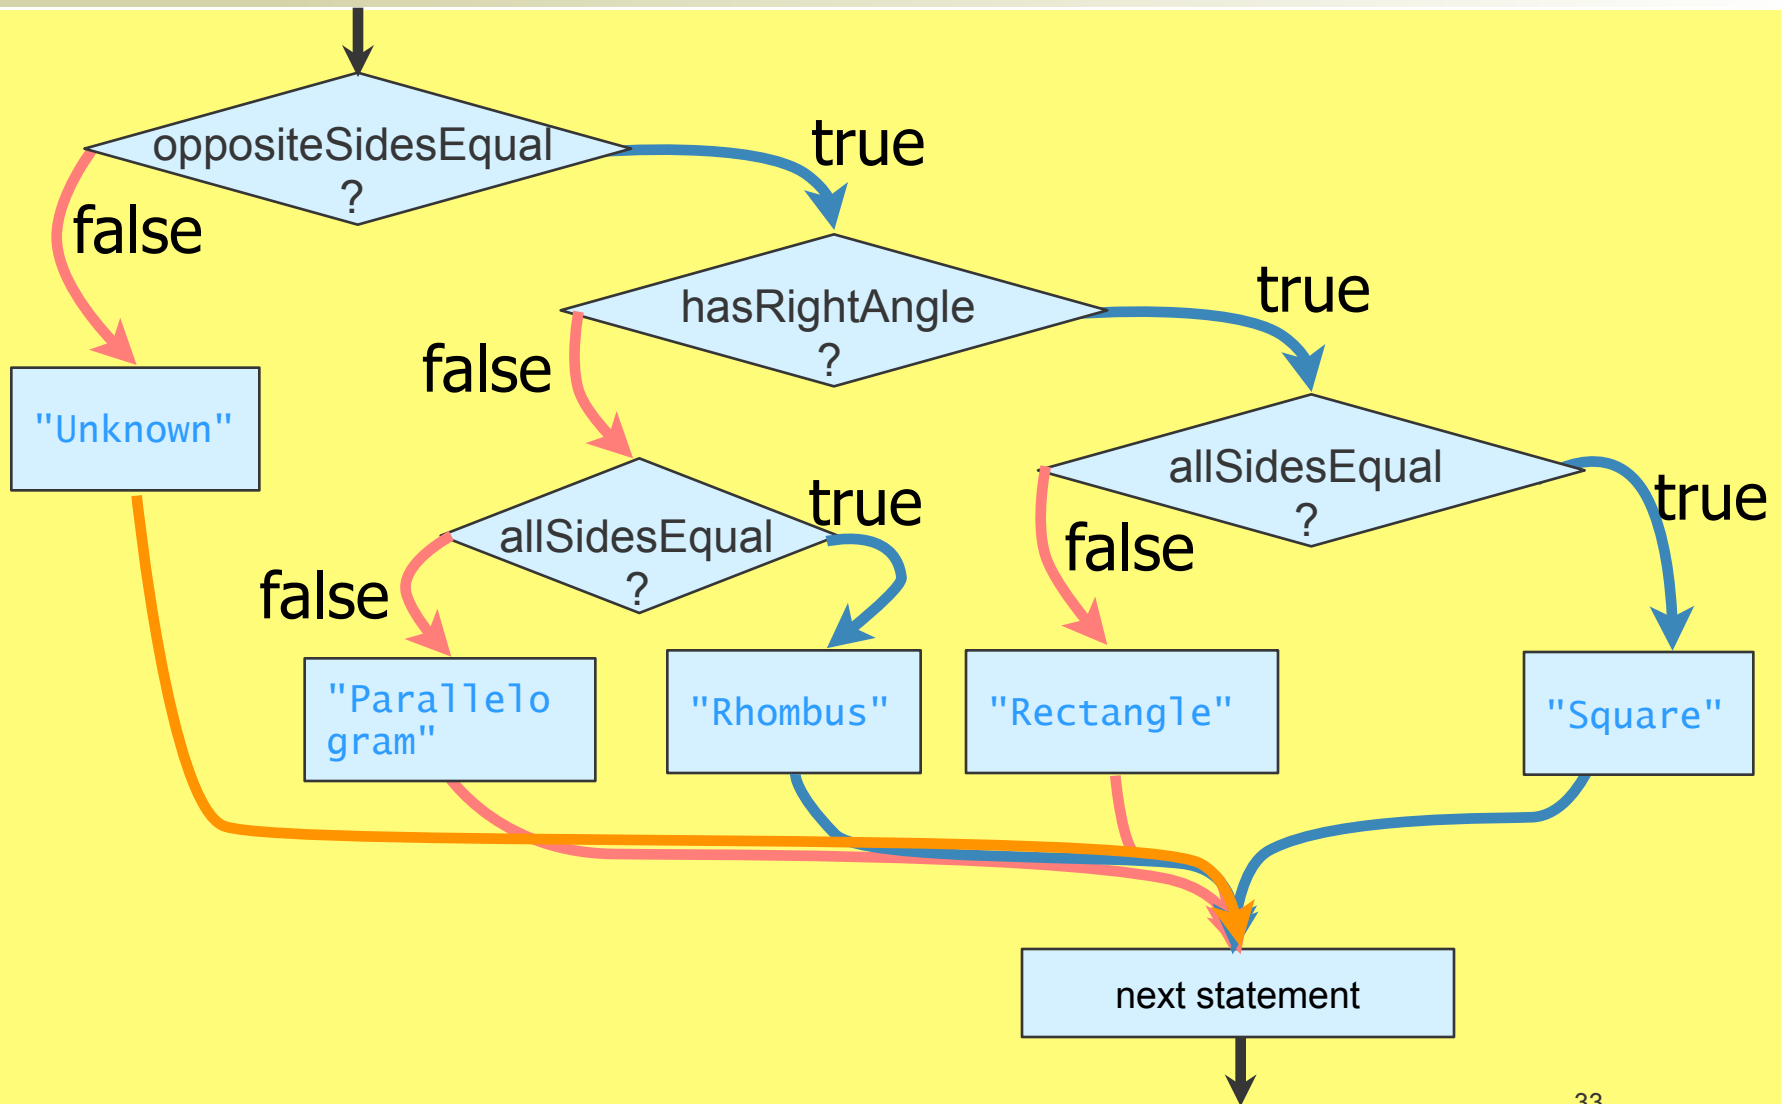 oppositeSidesEqual
?
true
false
hasRightAngle
?
true
false
"Unknown"
allSidesEqual
?
true
false
allSidesEqual
?
true
false
"Parallelo
gram"
"Rhombus"
"Rectangle"
"Square"
next statement
33